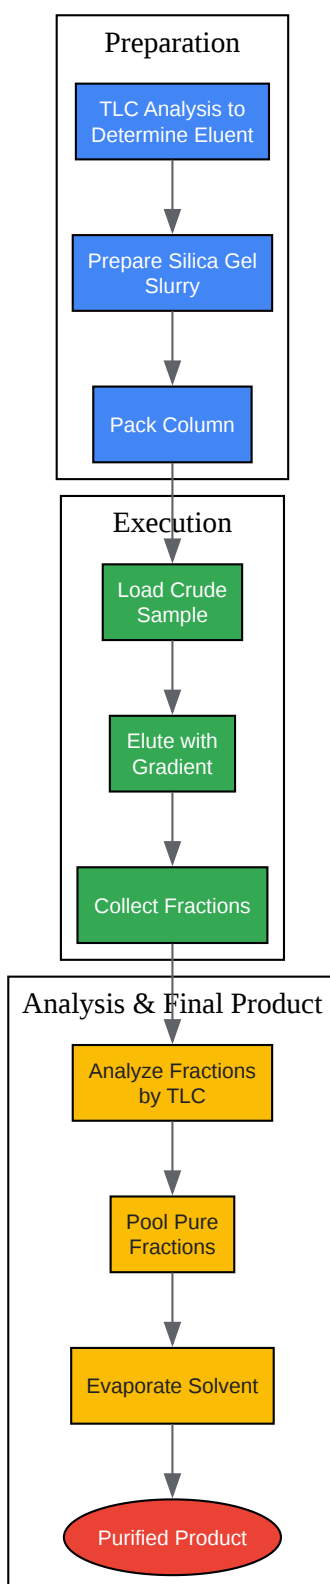 Preparation
TLC Analysis to
Determine Eluent
Prepare Silica Gel
Slurry
Pack Column
Execution
Load Crude
Sample
Elute with
Gradient
Collect Fractions
Analysis & Final Product
Analyze Fractions
by TLC
Pool Pure
Fractions
Evaporate Solvent
Purified Product